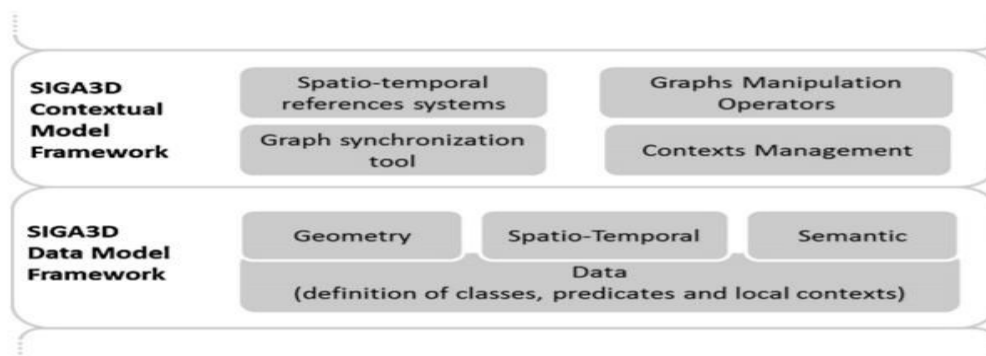 SIGA3D
Contextual
Model
Framework
Spatio-temporal
references systems
Graphs Manipulation
Operators
Graph synchronization
tool
Contexts Management
SIGA3D
Data Model
Framework
Geometry
Spatio-Temporal
Semantic
Data
(definition of classes, predicates and local contexts)